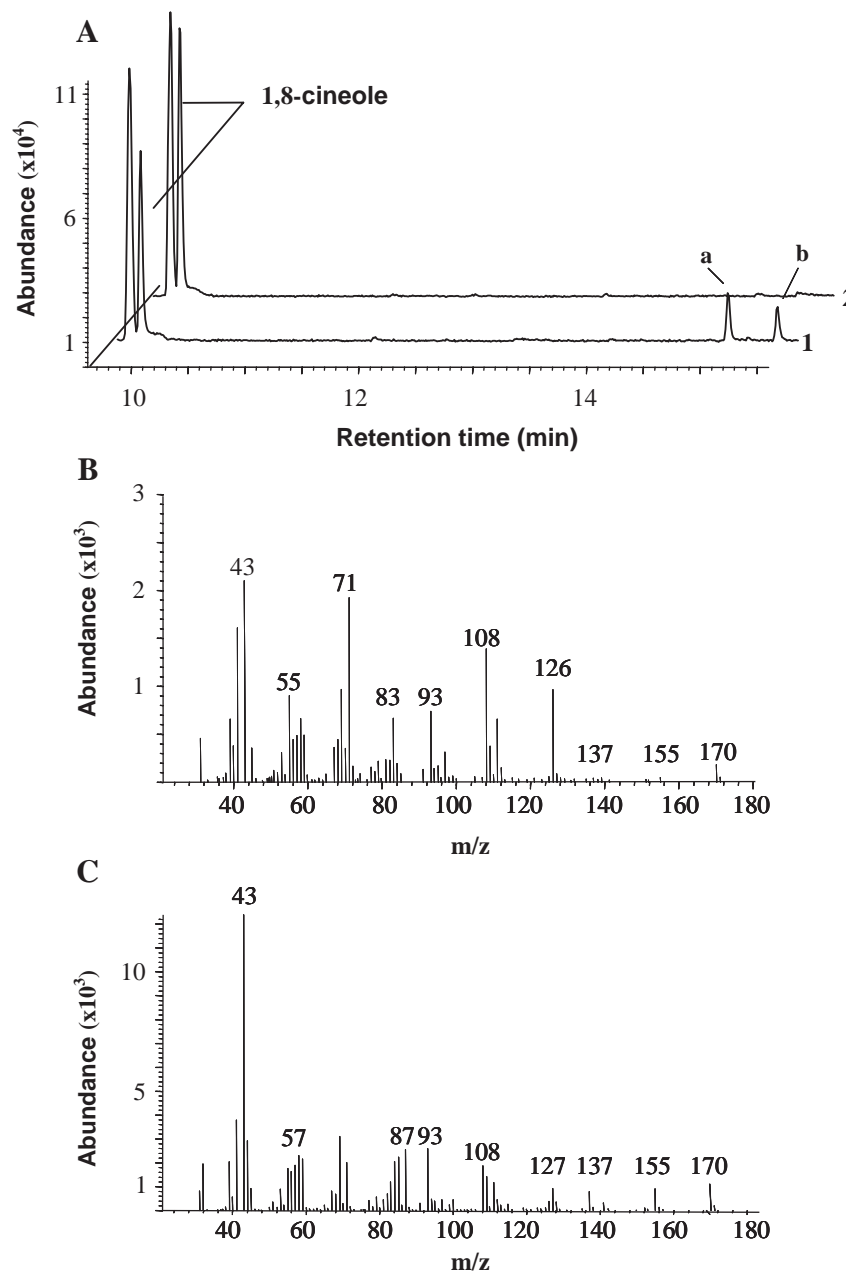 A
1,8-cineole
11
6
1
Abundance (x10⁴)
a
b
2
1
10 12 14
Retention time (min)
B
3
2
1
Abundance (x10³)
43
71
55
83
93
108
126
137
155
170
40 60 80 100 120 140 160 180
m/z
C
10
5
1
Abundance (x10³)
43
57
87
93
108
127
137
155
170
40 60 80 100 120 140 160 180
m/z